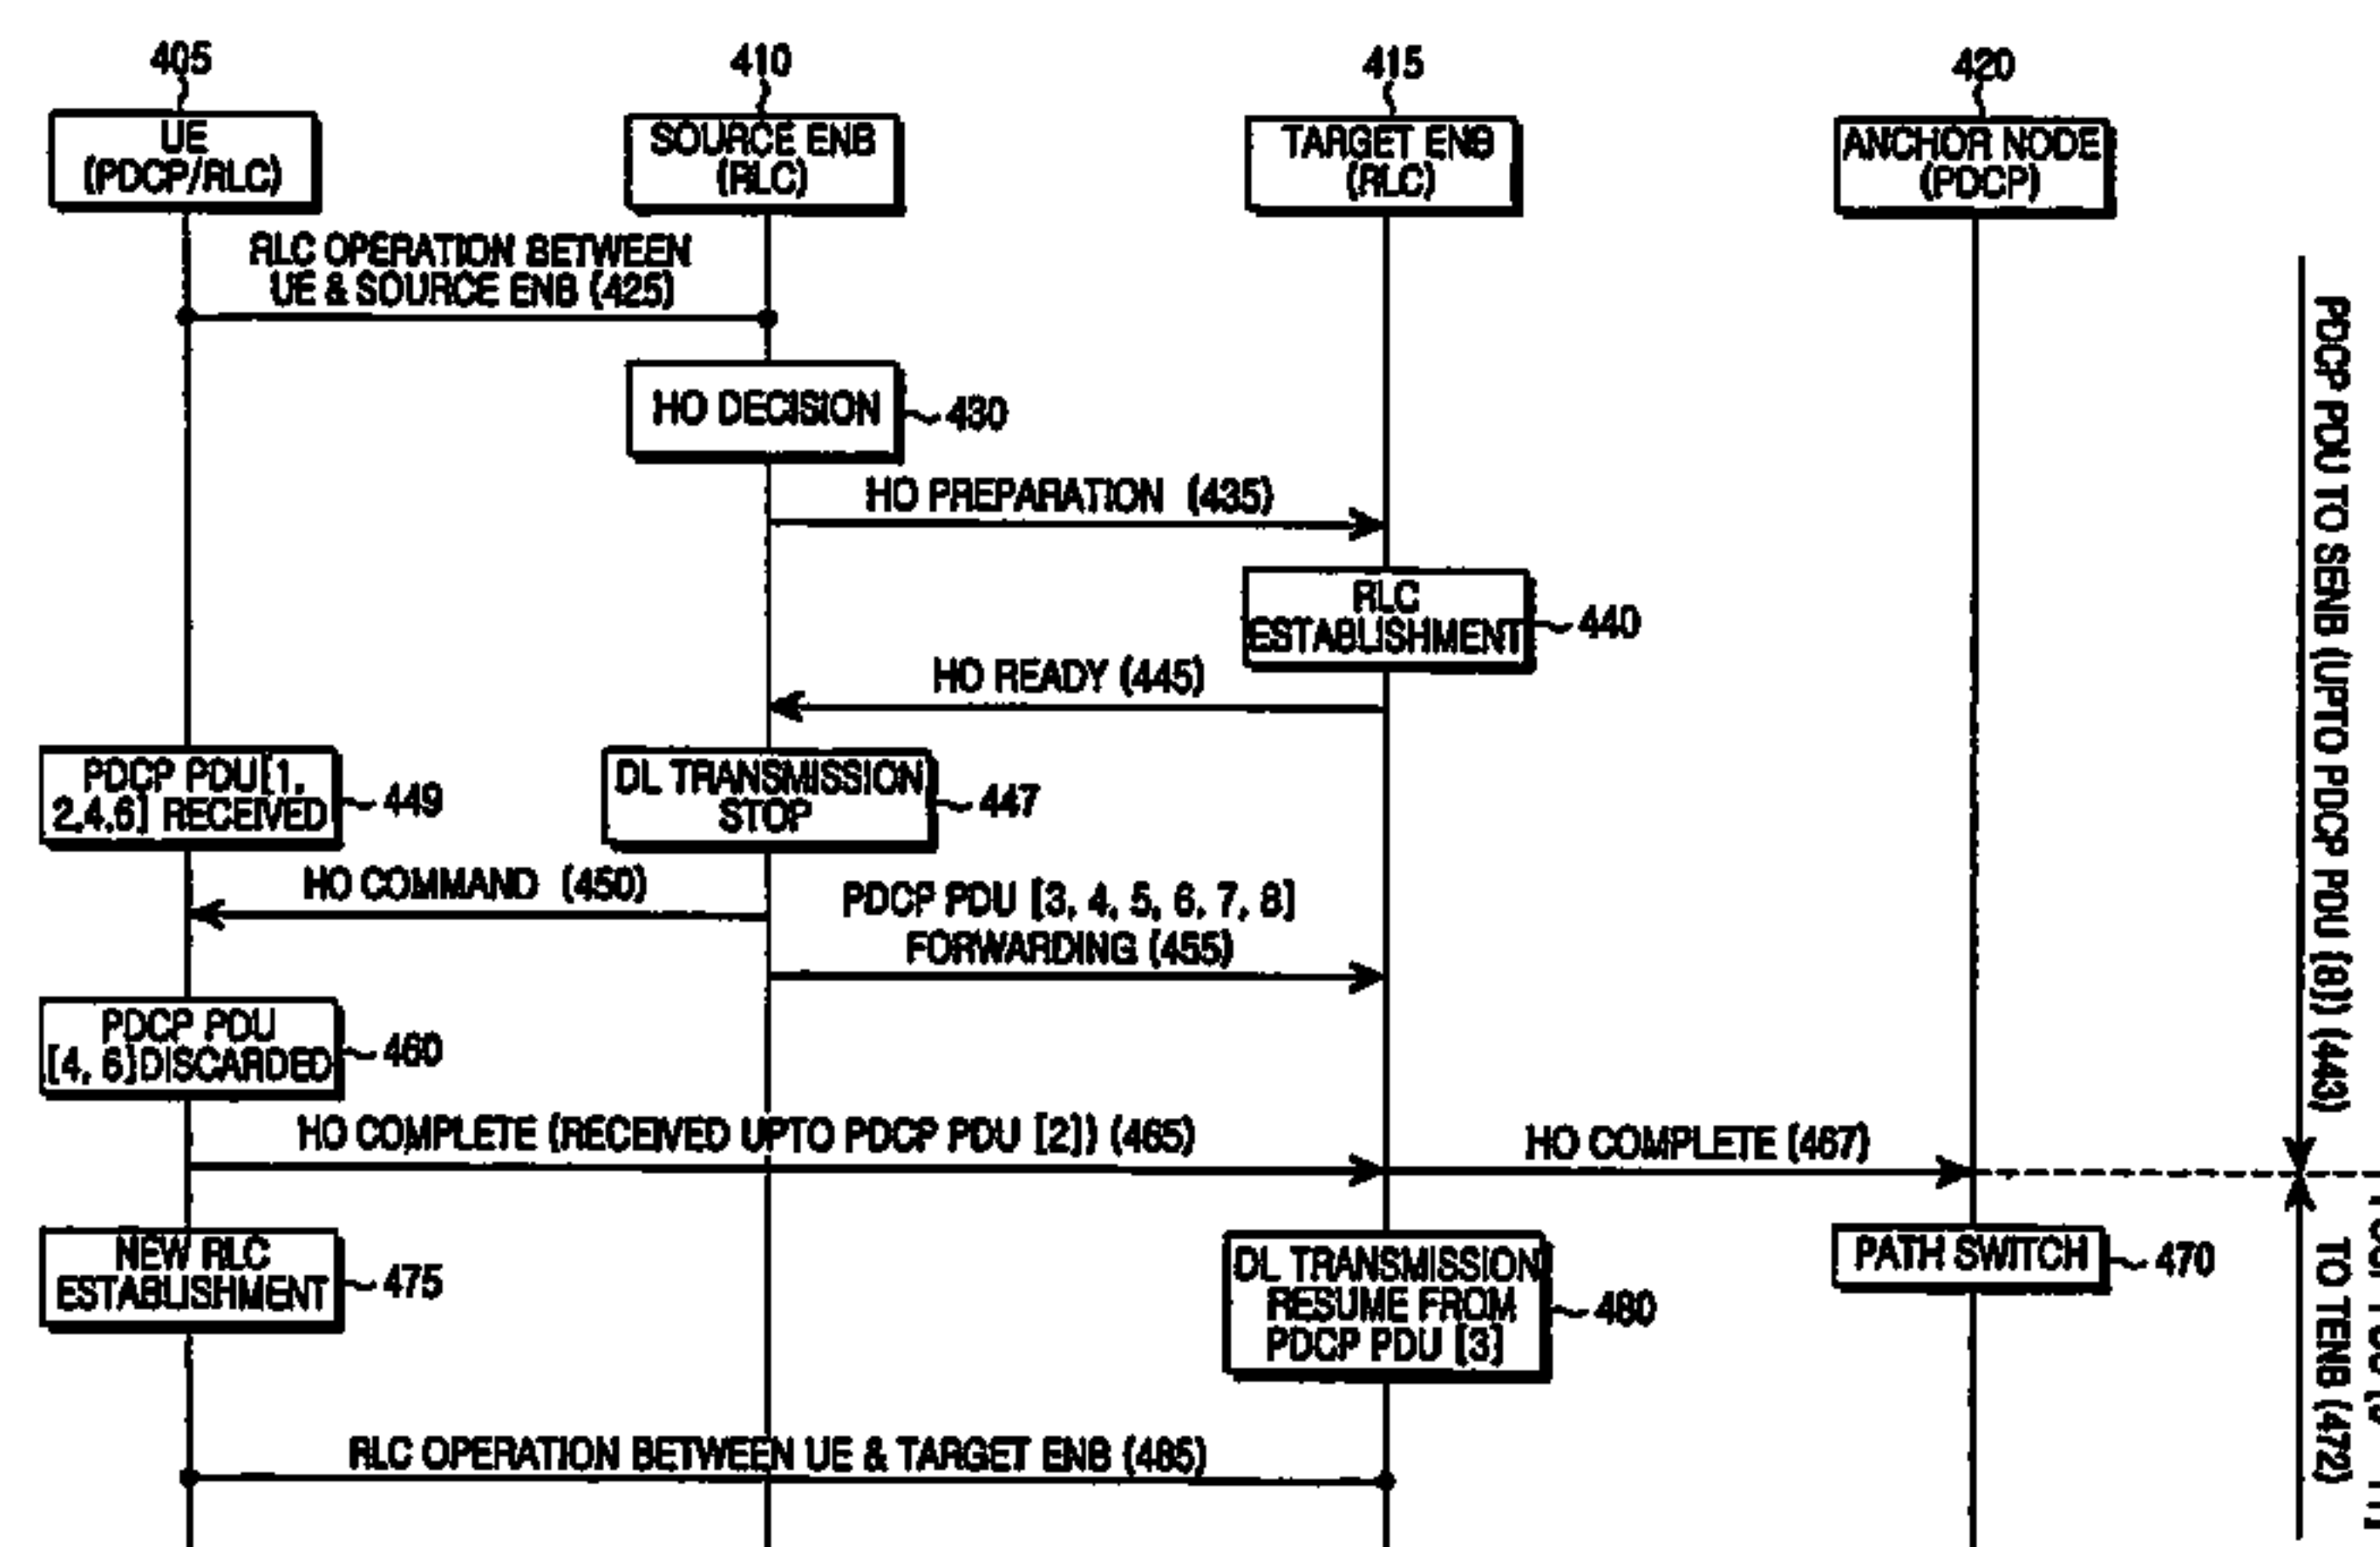 405
410
415
420
UE
(PDCP/RLC)
SOURCE ENB
(RLC)
TARGET ENB
(RLC)
ANCHOR NODE
(PDCP)
RLC OPERATION BETWEEN
UE & SOURCE ENB (425)
HO DECISION
430
HO PREPARATION (435)
RLC
ESTABLISHMENT
440
HO READY (445)
PDCP PDU[1,
2,4,6] RECEIVED
449
DL TRANSMISSION
STOP
447
HO COMMAND (450)
PDCP PDU [3, 4, 5, 6, 7, 8]
FORWARDING (455)
PDCP PDU
[4, 6]DISCARDED
460
HO COMPLETE (RECEIVED UPTO PDCP PDU [2]) (465)
HO COMPLETE (467)
NEW RLC
ESTABLISHMENT
475
DL TRANSMISSION
RESUME FROM
PDCP PDU [3]
480
PATH SWITCH
470
RLC OPERATION BETWEEN UE & TARGET ENB (485)
PDCP PDU TO SENB (UPTO PDCP PDU [8]) (443)
TO TENB (472)